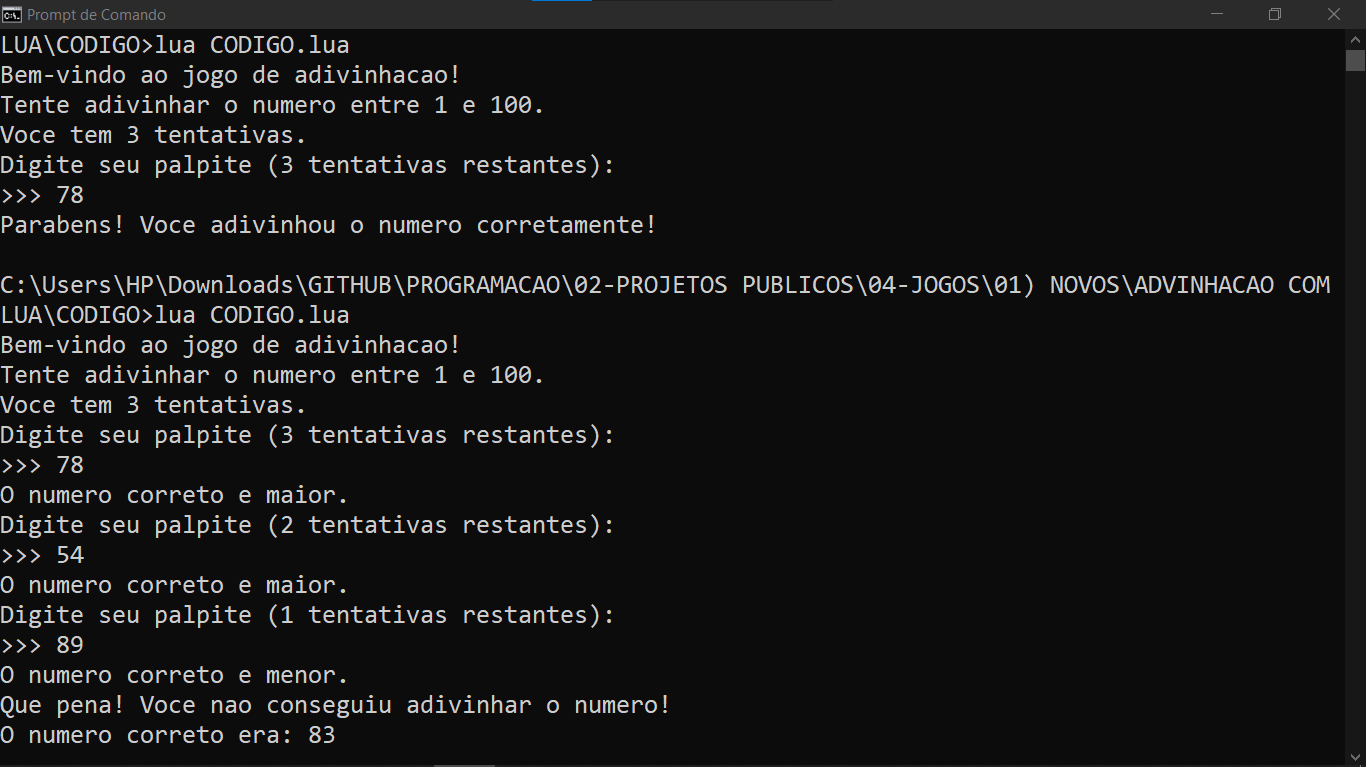 Prompt de Comando
LUA\CODIGO>lua CODIGO.lua
Bem-vindo ao jogo de adivinhacao!
Tente adivinhar o numero entre 1 e 100.
Voce tem 3 tentativas.
Digite seu palpite (3 tentativas restantes):
>>> 78
Parabens! Voce adivinhou o numero corretamente!
C:\Users\HP\Downloads\GITHUB\PROGRAMACAO\02-PROJETOS PUBLICOS\04-JOGOS\01) NOVOS\ADVINHACAO COM
LUA\CODIGO>lua CODIGO.lua
Bem-vindo ao jogo de adivinhacao!
Tente adivinhar o numero entre 1 e 100.
Voce tem 3 tentativas.
Digite seu palpite (3 tentativas restantes):
>>> 78
O numero correto e maior.
Digite seu palpite (2 tentativas restantes):
>>> 54
O numero correto e maior.
Digite seu palpite (1 tentativas restantes):
>>> 89
O numero correto e menor.
Que pena! Voce nao conseguiu adivinhar o numero!
O numero correto era: 83